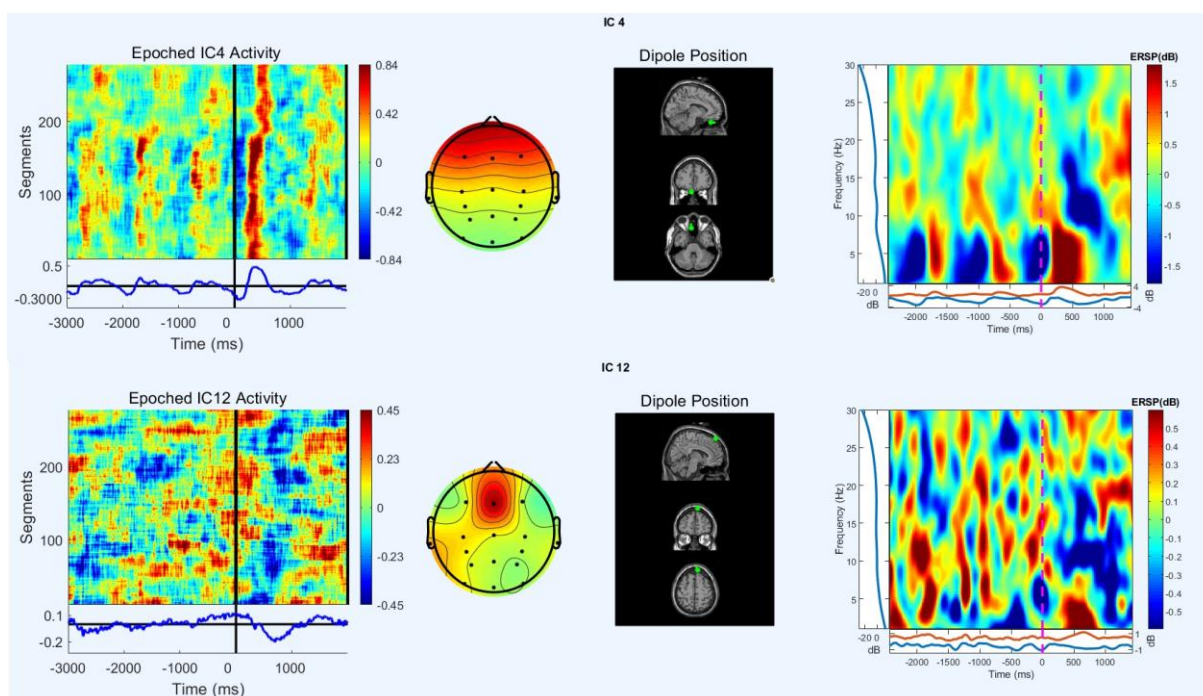 IC 4
Epoched IC4 Activity
Segments
200
100
0.84
0.42
0
-0.42
-0.84
0.5
-0.3000
-3000 -2000 -1000 0 1000
Time (ms)
Dipole Position
ERSP(dB)
Frequency (Hz)
30
25
20
15
10
5
1.5
1
0.5
0
-0.5
-1
-1.5
-20 0
dB
4
-4
dB
-2000 -1500 -1000 -500 0 500 1000
Time (ms)
IC 12
Epoched IC12 Activity
Segments
200
100
0.45
0.23
0
-0.23
-0.45
0.1
-0.2
-3000 -2000 -1000 0 1000
Time (ms)
Dipole Position
ERSP(dB)
Frequency (Hz)
30
25
20
15
10
5
0.5
0.4
0.3
0.2
0.1
0
-0.1
-0.2
-0.3
-0.4
-0.5
-20 0
dB
1
-1
dB
-2000 -1500 -1000 -500 0 500 1000
Time (ms)